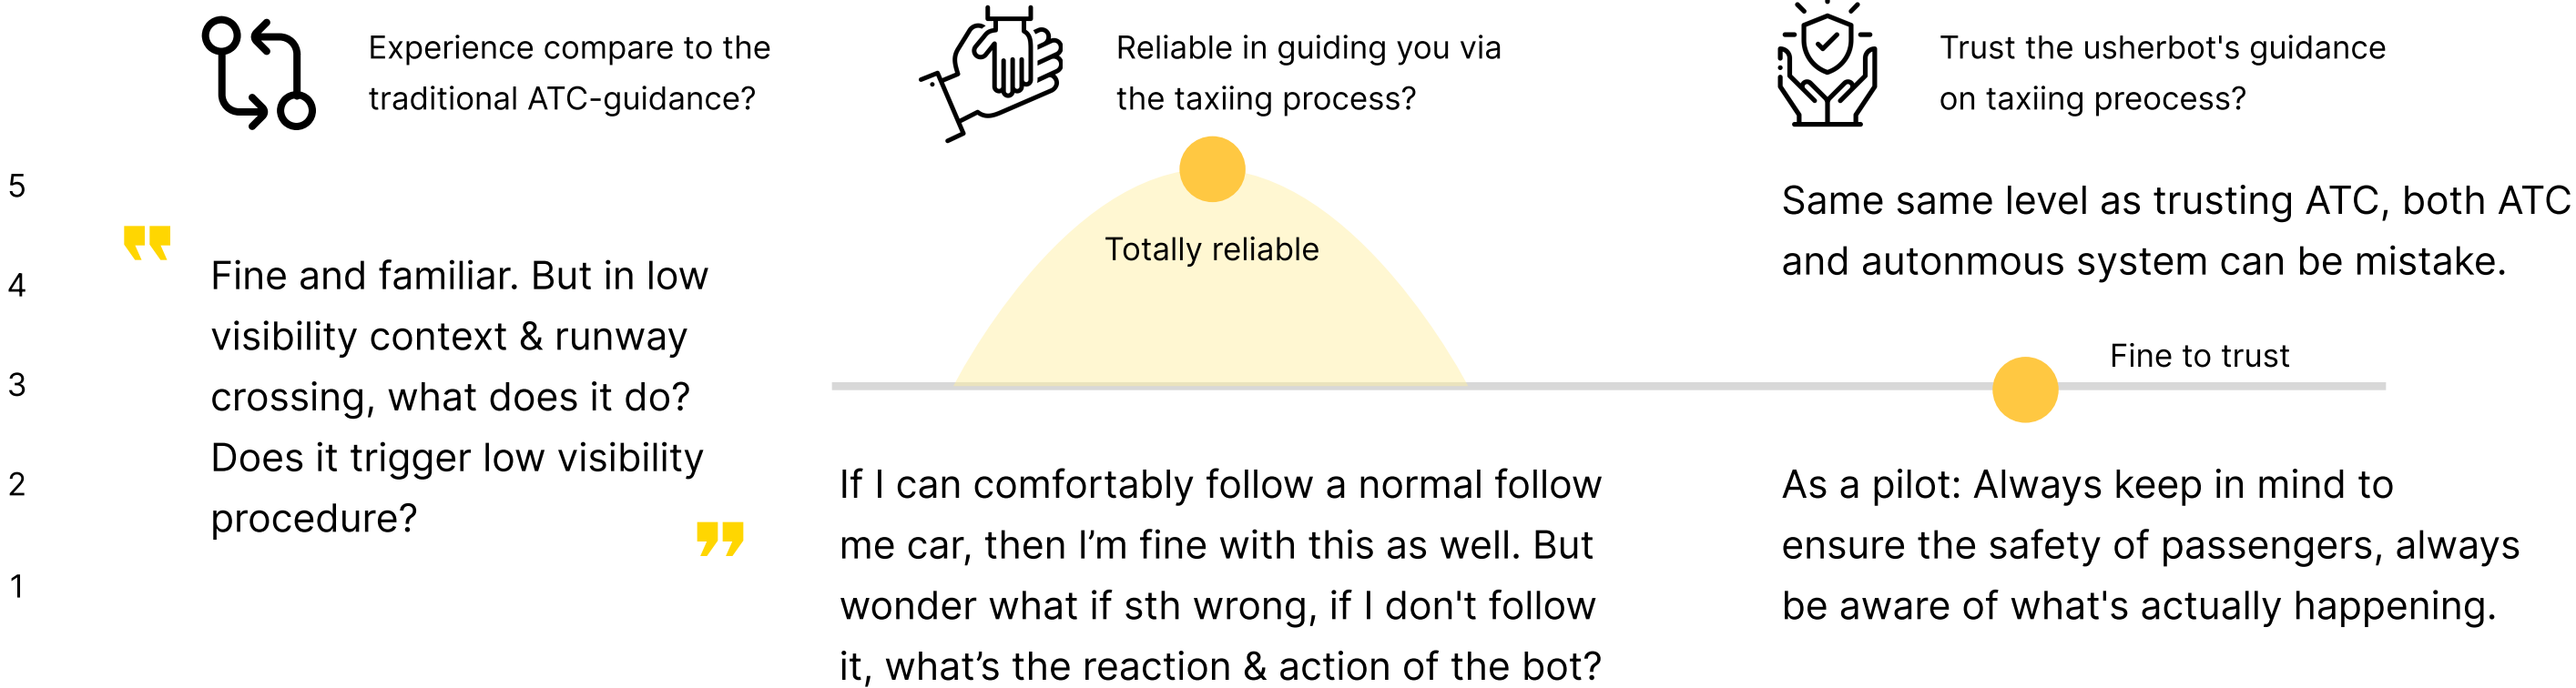 Experience compare to the
traditional ATC-guidance?
Reliable in guiding you via
the taxiing process?
Trust the usherbot's guidance
on taxiing preocess?
5
4
3
2
1
"
Fine and familiar. But in low
visibility context & runway
crossing, what does it do?
Does it trigger low visibility
procedure?
"
Totally reliable
If I can comfortably follow a normal follow
me car, then I’m fine with this as well. But
wonder what if sth wrong, if I don't follow
it, what’s the reaction & action of the bot?
Same same level as trusting ATC, both ATC
and autonmous system can be mistake.
Fine to trust
As a pilot: Always keep in mind to
ensure the safety of passengers, always
be aware of what's actually happening.